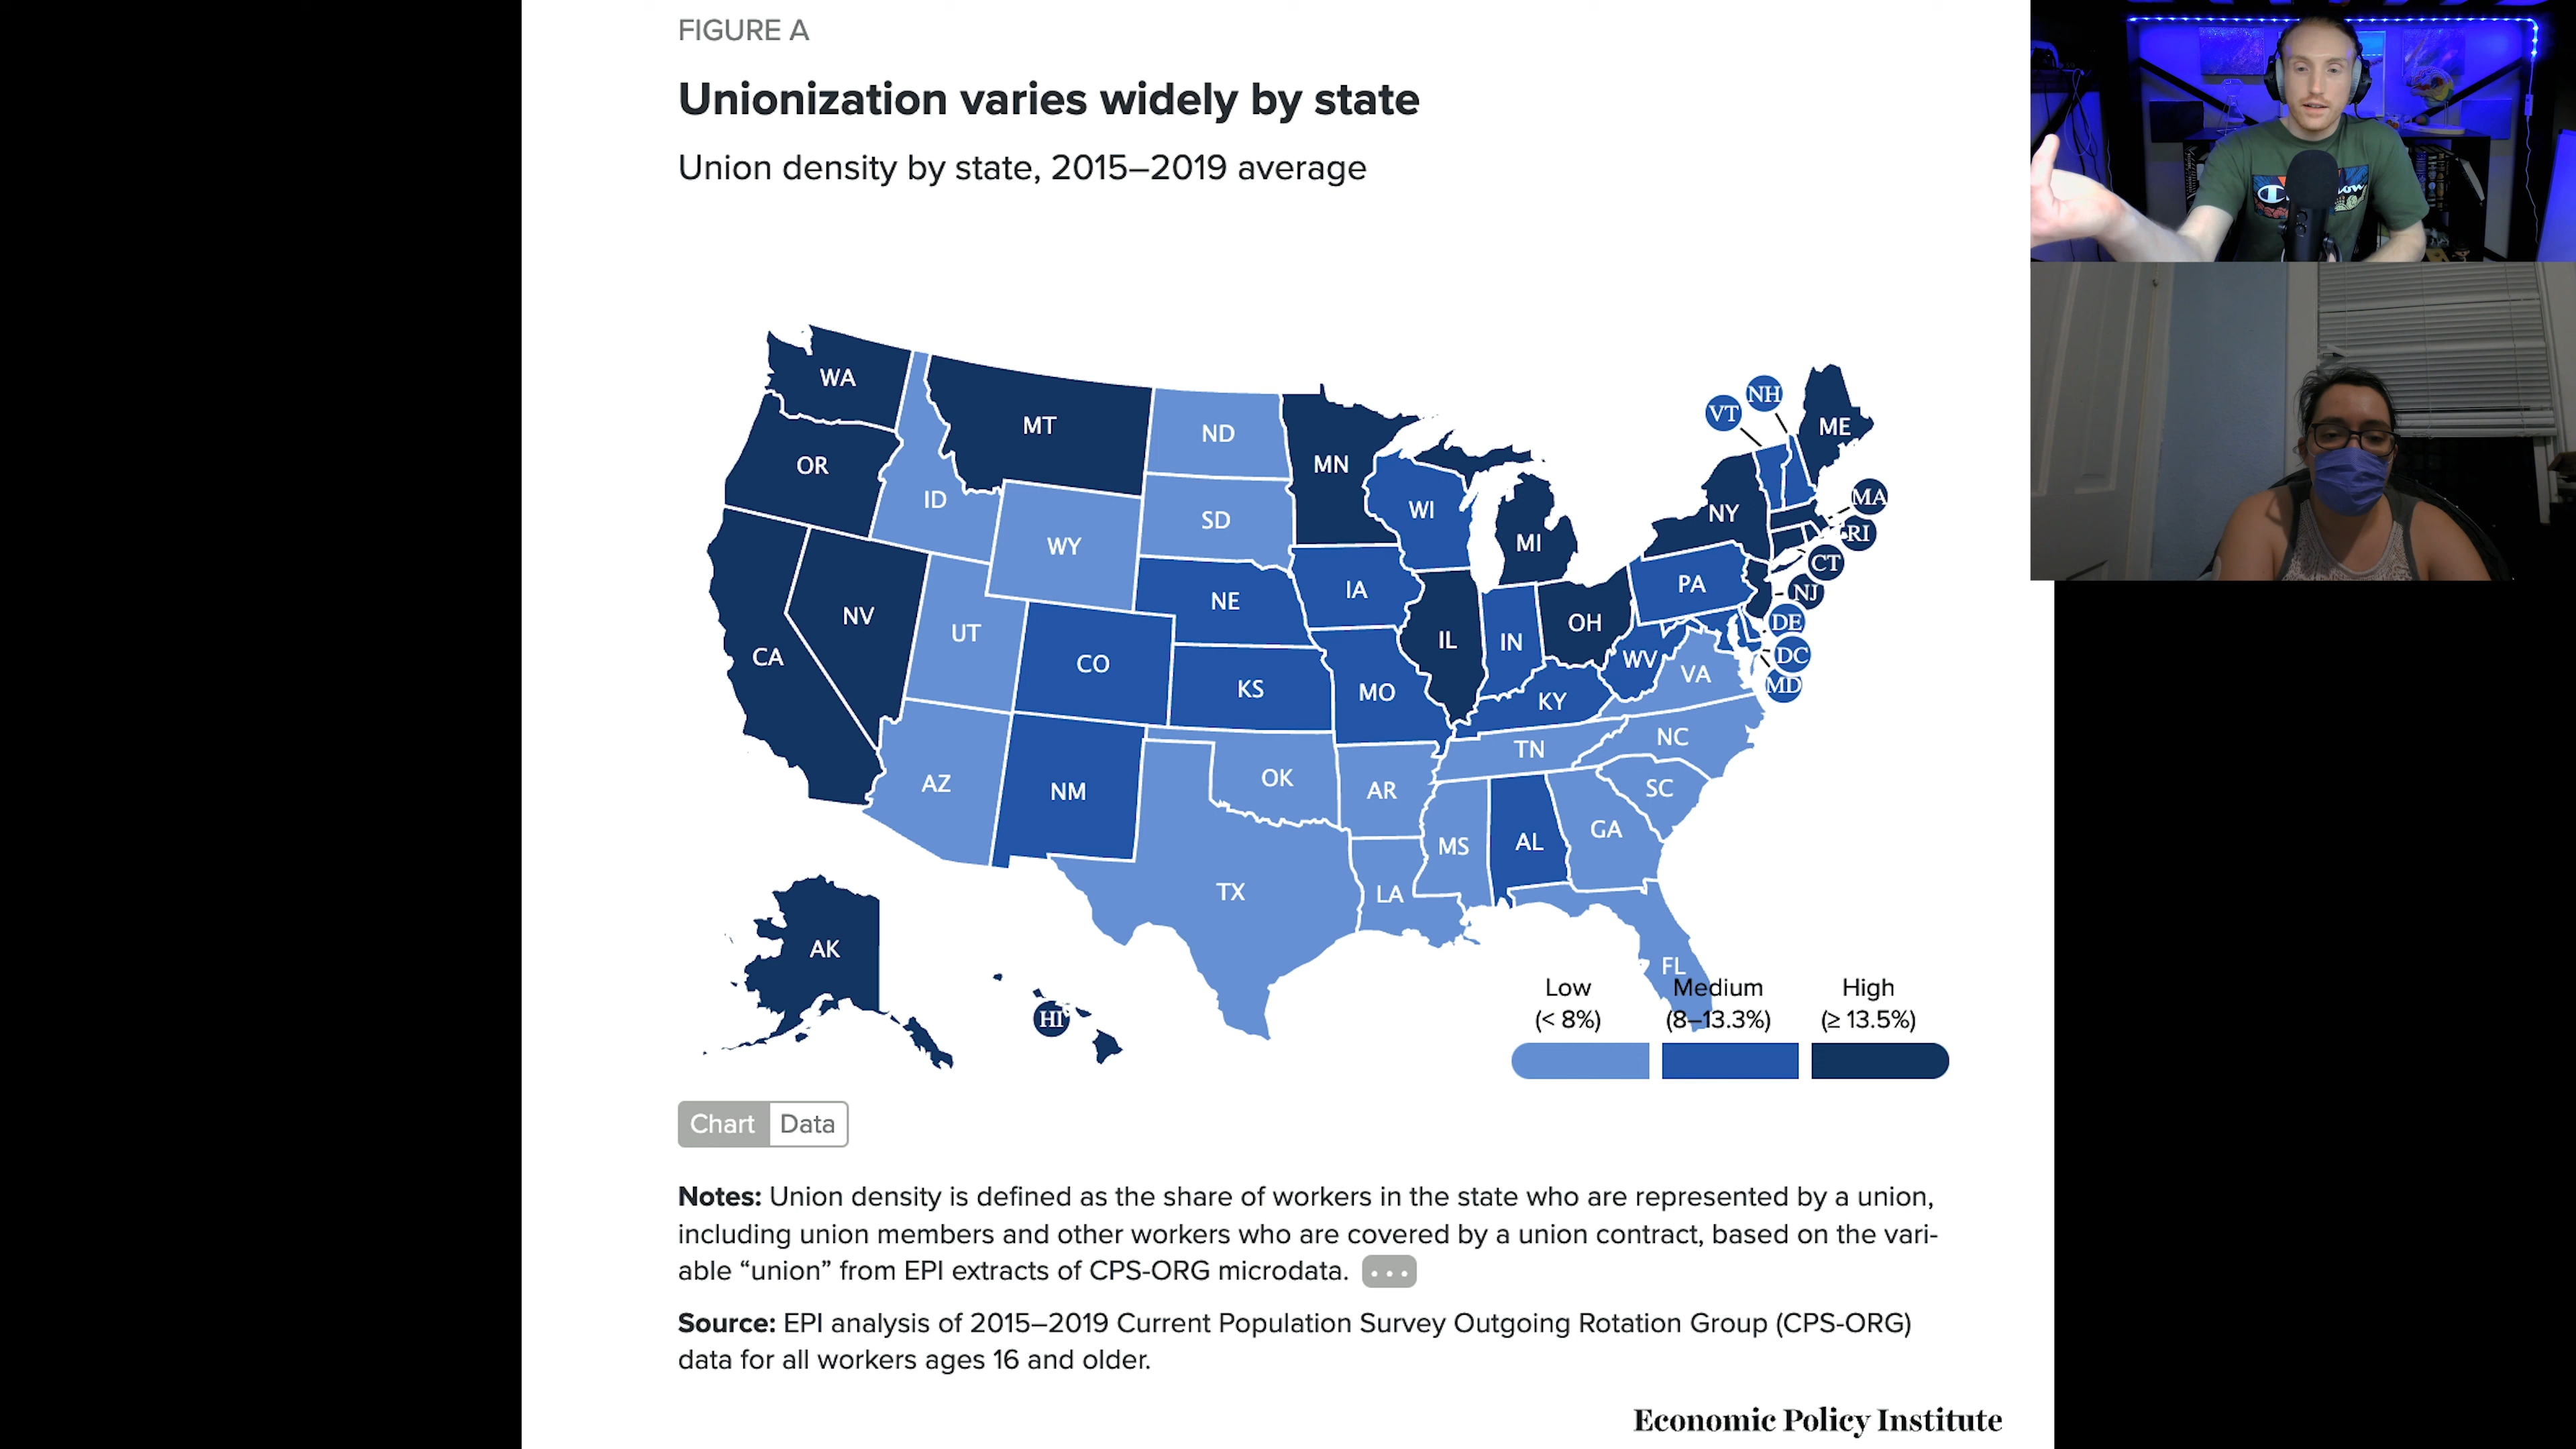 FIGURE A
Unionization varies widely by state
Union density by state, 2015–2019 average
WA
MT
ND
MN
VT
NH
ME
OR
ID
SD
WI
MI
NY
MA
RI
WY
CT
NV
UT
NE
IA
PA
NJ
CA
CO
IL
IN
OH
DE
KS
MO
WV
VA
DC
MD
KY
AZ
NM
OK
AR
TN
NC
SC
TX
LA
MS
AL
GA
FL
AK
HI
Low
(< 8%)
Medium
(8–13.3%)
High
(≥ 13.5%)
Chart
Data
Notes: Union density is defined as the share of workers in the state who are represented by a union,
including union members and other workers who are covered by a union contract, based on the vari-
able “union” from EPI extracts of CPS-ORG microdata.
Source: EPI analysis of 2015–2019 Current Population Survey Outgoing Rotation Group (CPS-ORG)
data for all workers ages 16 and older.
Economic Policy Institute